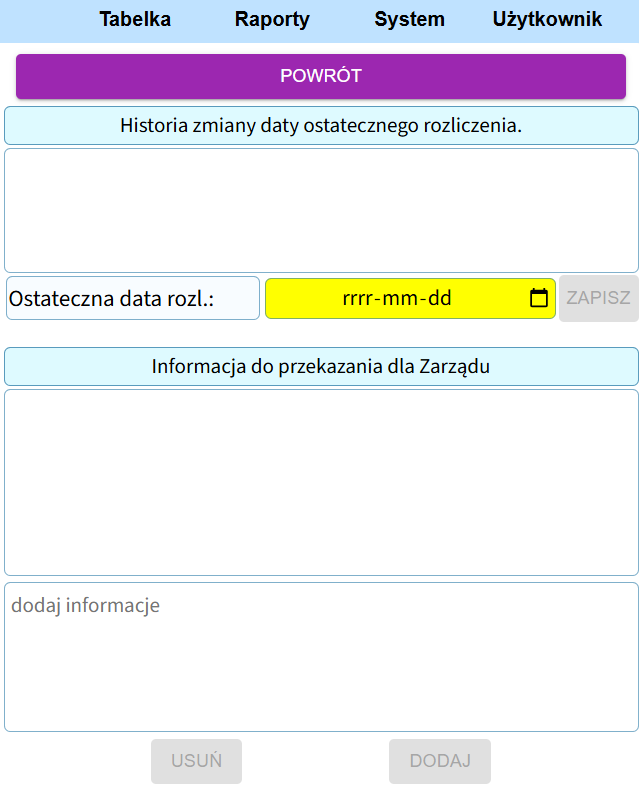 Tabelka Raporty System Użytkownik
POWRÓT
Historia zmiany daty ostatecznego rozliczenia.
Ostateczna data rozl.: rrrr-mm-dd ZAPISZ
Informacja do przekazania dla Zarządu
dodaj informacje
USUŃ DODAJ